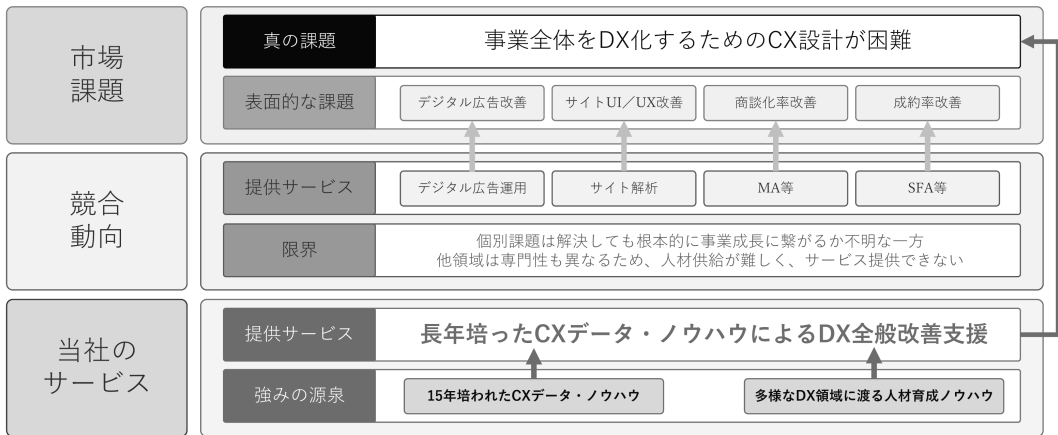 市場
課題
真の課題
事業全体をDX化するためのCX設計が困難
表面的な課題
デジタル広告改善
サイトUI／UX改善
商談化率改善
成約率改善
競合
動向
提供サービス
デジタル広告運用
サイト解析
MA等
SFA等
限界
個別課題は解決しても根本的に事業成長に繋がるか不明な一方
他領域は専門性も異なるため、人材供給が難しく、サービス提供できない
当社の
サービス
提供サービス
長年培ったCXデータ・ノウハウによるDX全般改善支援
強みの源泉
15年培われたCXデータ・ノウハウ
多様なDX領域に渡る人材育成ノウハウ